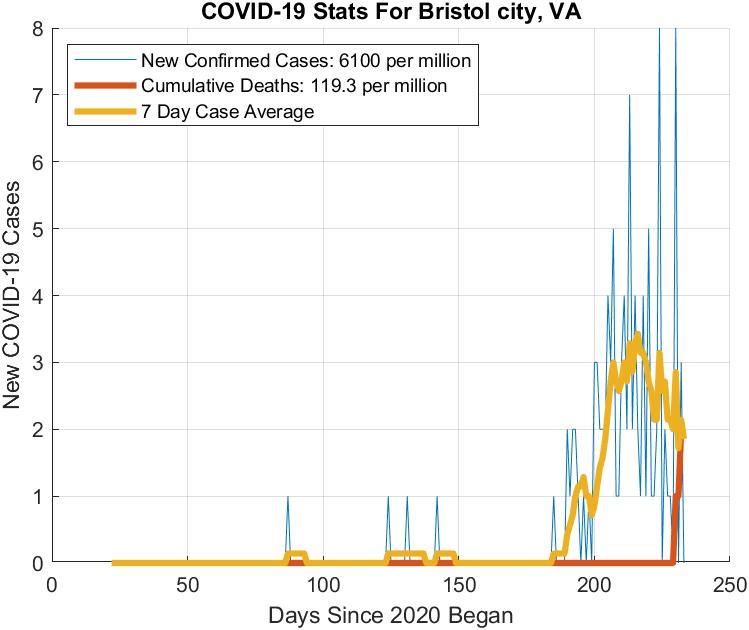 COVID-19 Stats For Bristol city, VA
New Confirmed Cases: 6100 per million
Cumulative Deaths: 119.3 per million
7 Day Case Average
8
7
6
5
4
3
2
1
0
New COVID-19 Cases
0 50 100 150 200 250
Days Since 2020 Began